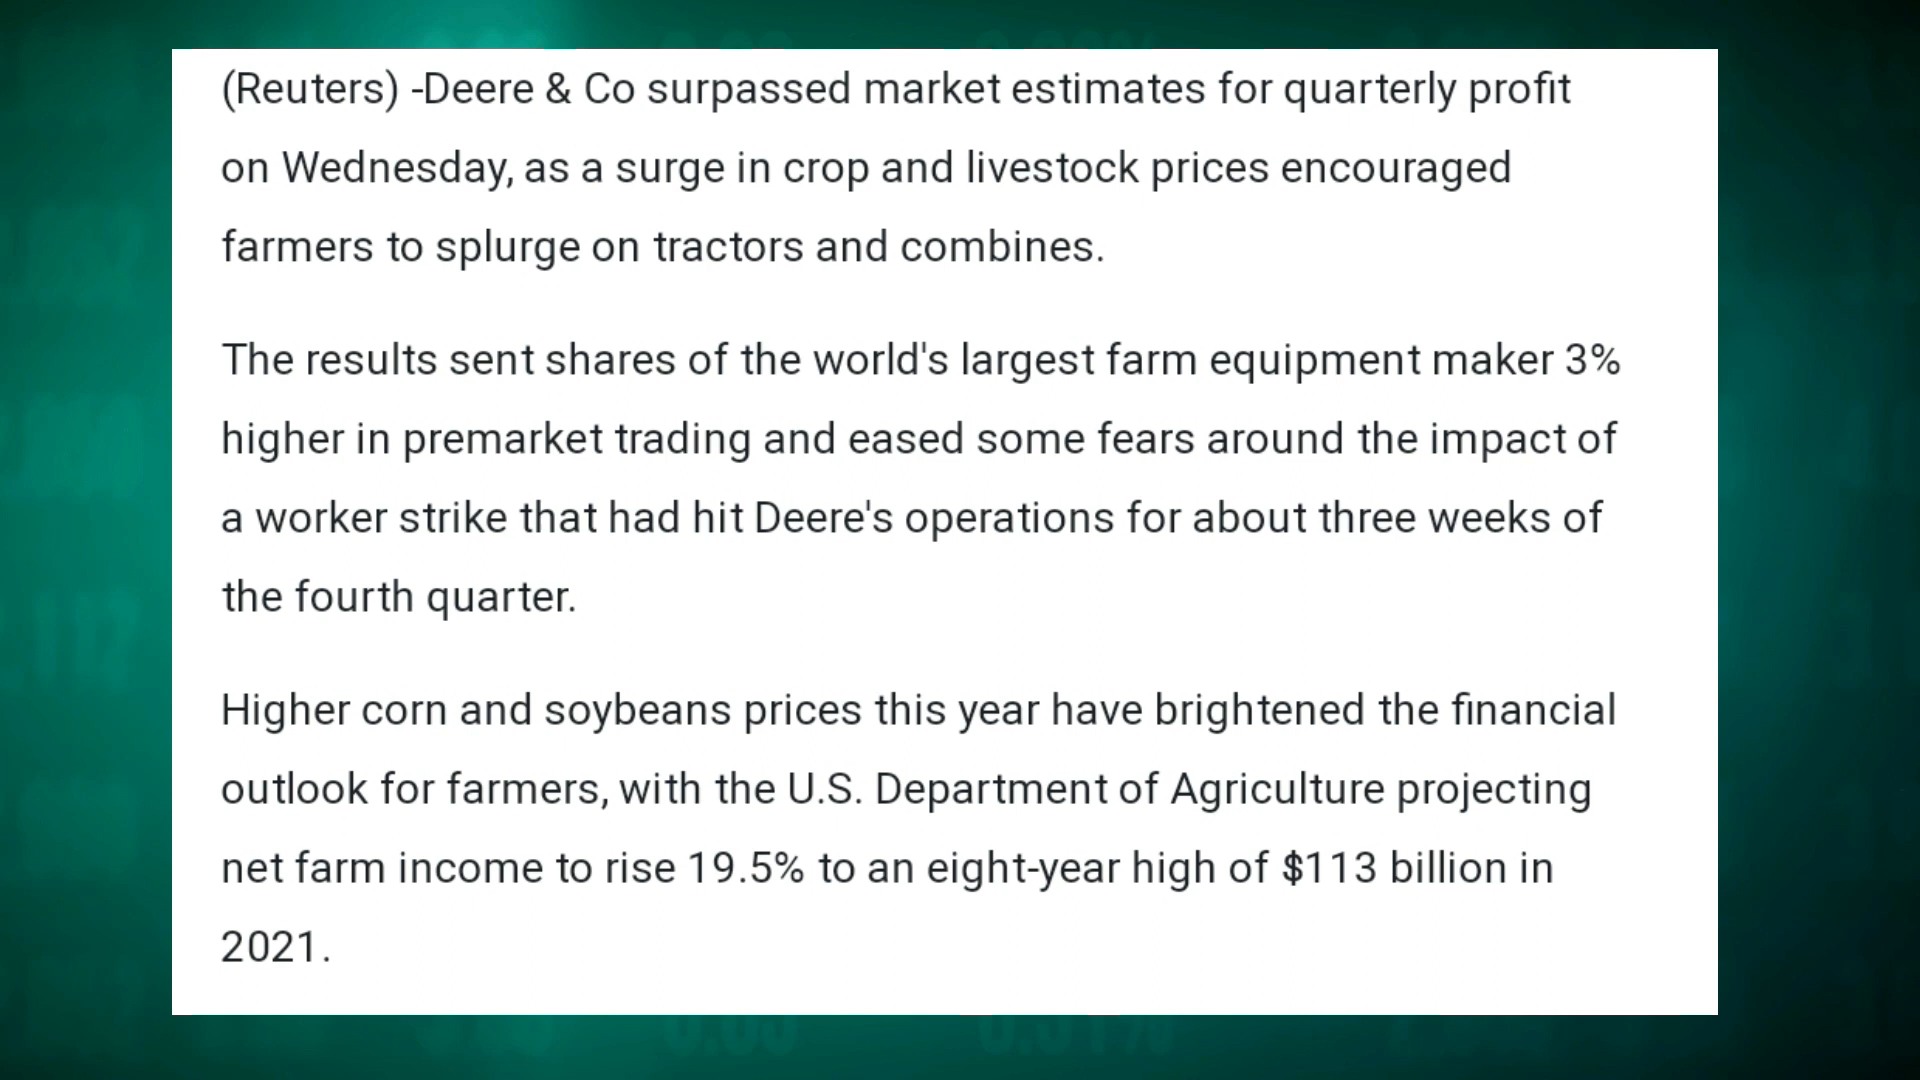 (Reuters) -Deere & Co surpassed market estimates for quarterly profit
on Wednesday, as a surge in crop and livestock prices encouraged
farmers to splurge on tractors and combines.
The results sent shares of the world's largest farm equipment maker 3%
higher in premarket trading and eased some fears around the impact of
a worker strike that had hit Deere's operations for about three weeks of
the fourth quarter.
Higher corn and soybeans prices this year have brightened the financial
outlook for farmers, with the U.S. Department of Agriculture projecting
net farm income to rise 19.5% to an eight-year high of $113 billion in
2021.